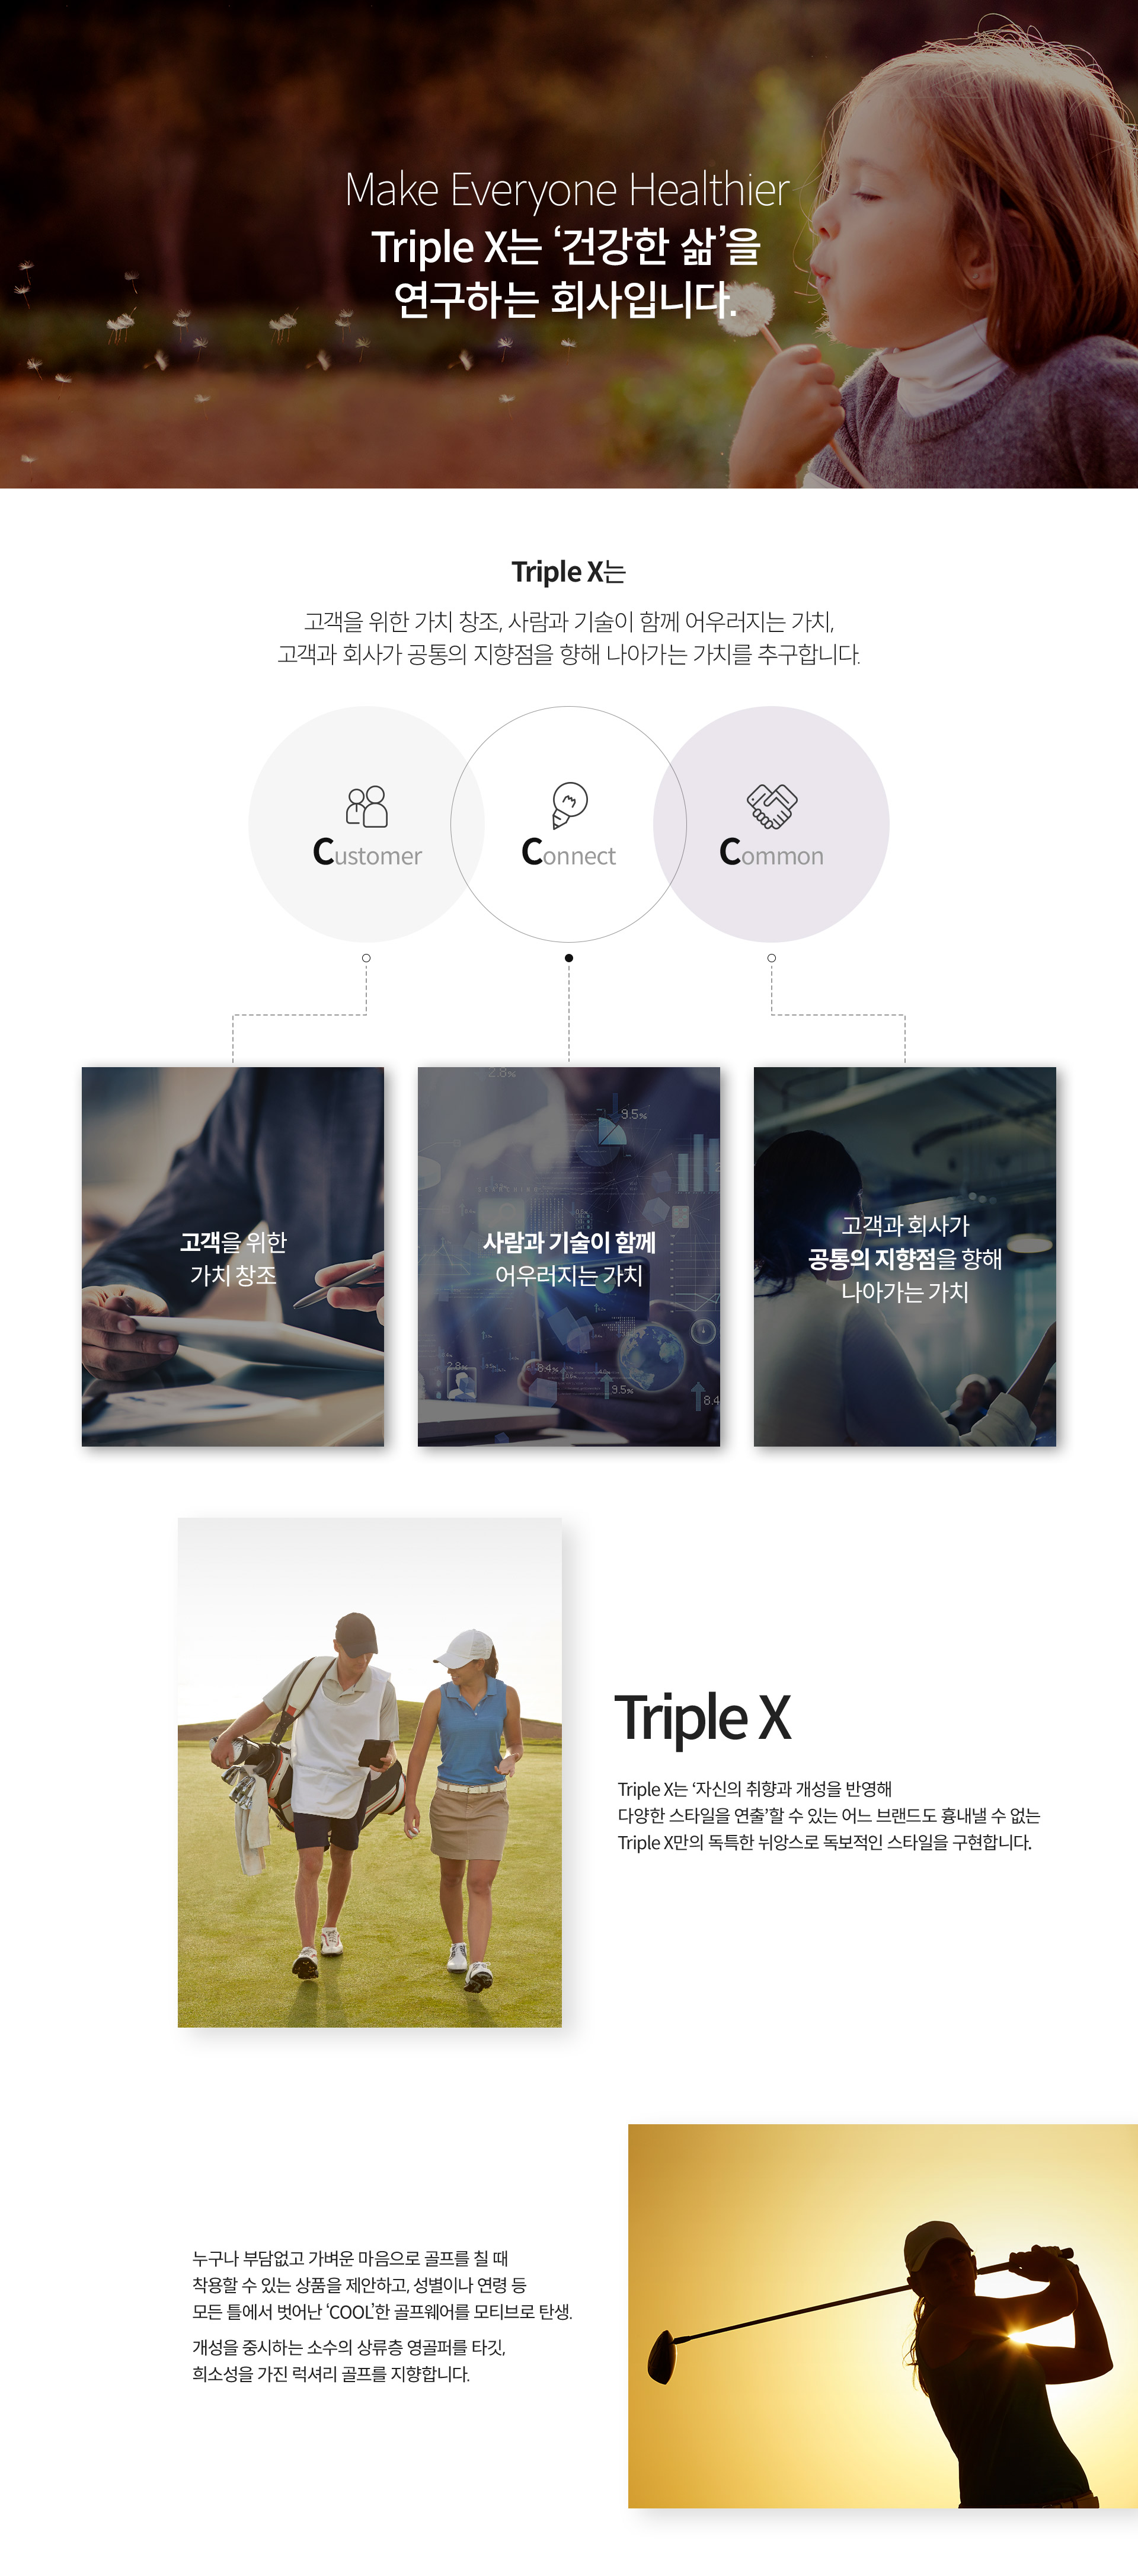 Make Everyone Healthier
Triple X는 ‘건강한 삶’을
연구하는 회사입니다.
Triple X는
고객을 위한 가치 창조, 사람과 기술이 함께 어우러지는 가치,
고객과 회사가 공통의 지향점을 향해 나아가는 가치를 추구합니다.
Customer
Connect
Common
고객을 위한
가치 창조
2.8%
9.5%
사람과 기술이 함께
어우러지는 가치
2.8%
8.4%
9.5%
8.4
고객과 회사가
공통의 지향점을 향해
나아가는 가치
Triple X
Triple X는 ‘자신의 취향과 개성을 반영해
다양한 스타일을 연출’할 수 있는 어느 브랜드도 흉내낼 수 없는
Triple X만의 독특한 뉘앙스로 독보적인 스타일을 구현합니다.
누구나 부담없고 가벼운 마음으로 골프를 칠 때
착용할 수 있는 상품을 제안하고, 성별이나 연령 등
모든 틀에서 벗어난 ‘COOL’한 골프웨어를 모티브로 탄생.
개성을 중시하는 소수의 상류층 영골퍼를 타깃,
희소성을 가진 럭셔리 골프를 지향합니다.